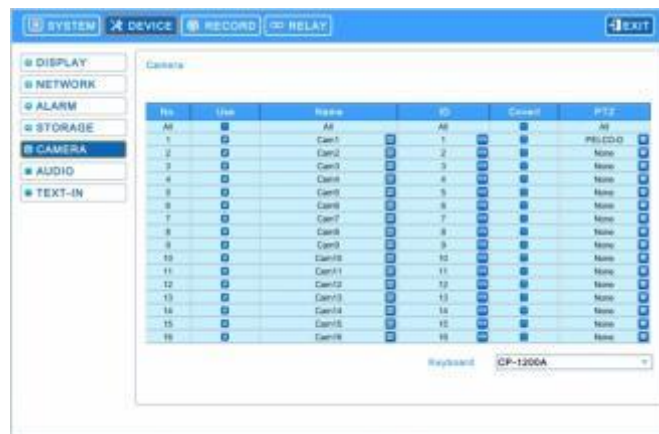 SYSTEM DEVICE RECORD RELAY EXIT
DISPLAY
NETWORK
ALARM
STORAGE
CAMERA
AUDIO
TEXT-IN
Camera
No. Use Name ID Covert PTZ
All All All All
1 Cam1 1 PELCO-D
2 Cam2 2 None
3 Cam3 3 None
4 Cam4 4 None
5 Cam5 5 None
6 Cam6 6 None
7 Cam7 7 None
8 Cam8 8 None
9 Cam9 9 None
10 Cam10 10 None
11 Cam11 11 None
12 Cam12 12 None
13 Cam13 13 None
14 Cam14 14 None
15 Cam15 15 None
16 Cam16 16 None
Keyboard CP-1200A